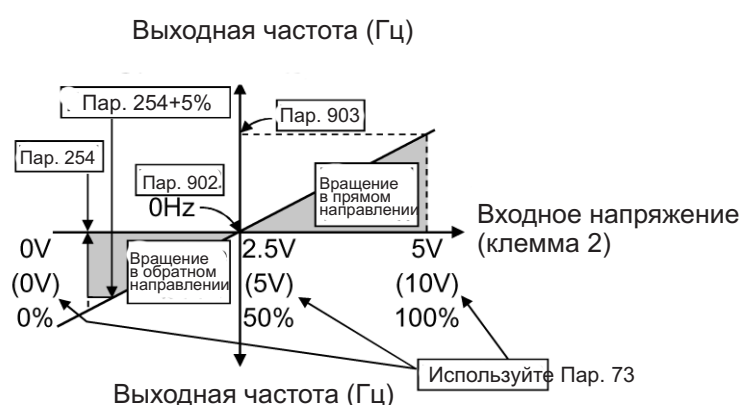 Выходная частота (Гц)
Пар. 254+5%
Пар. 903
Пар. 254
Пар. 902
0Hz
Вращение
в прямом
направлении
Входное напряжение
(клемма 2)
0V
2.5V
5V
Вращение
в обратном
направлении
(0V)
(5V)
(10V)
0%
50%
100%
Используйте Пар. 73
Выходная частота (Гц)